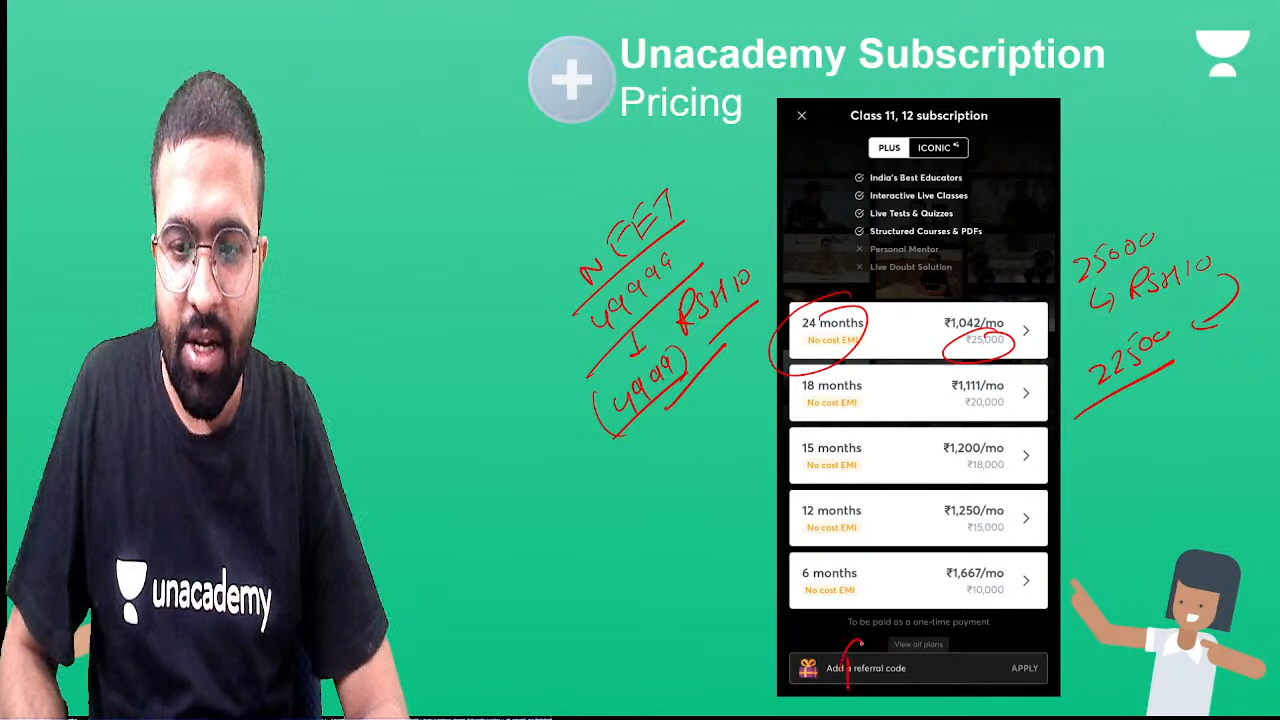 Unacademy Subscription
Pricing
Class 11, 12 subscription
PLUS
ICONIC
India's Best Educators
Interactive Live Classes
Live Tests & Quizzes
Structured Courses & PDFs
Personal Mentor
Live Doubt Solution
24 months
₹1,042/mo
No cost EMI
₹25,000
18 months
₹1,111/mo
No cost EMI
₹20,000
15 months
₹1,200/mo
No cost EMI
₹18,000
12 months
₹1,250/mo
No cost EMI
₹15,000
6 months
₹1,667/mo
No cost EMI
₹10,000
To be paid as a one-time payment
View all plans
Add a referral code
APPLY
NEET
49999
RSH10
(4999)
25000
RSH10
22500
unacademy